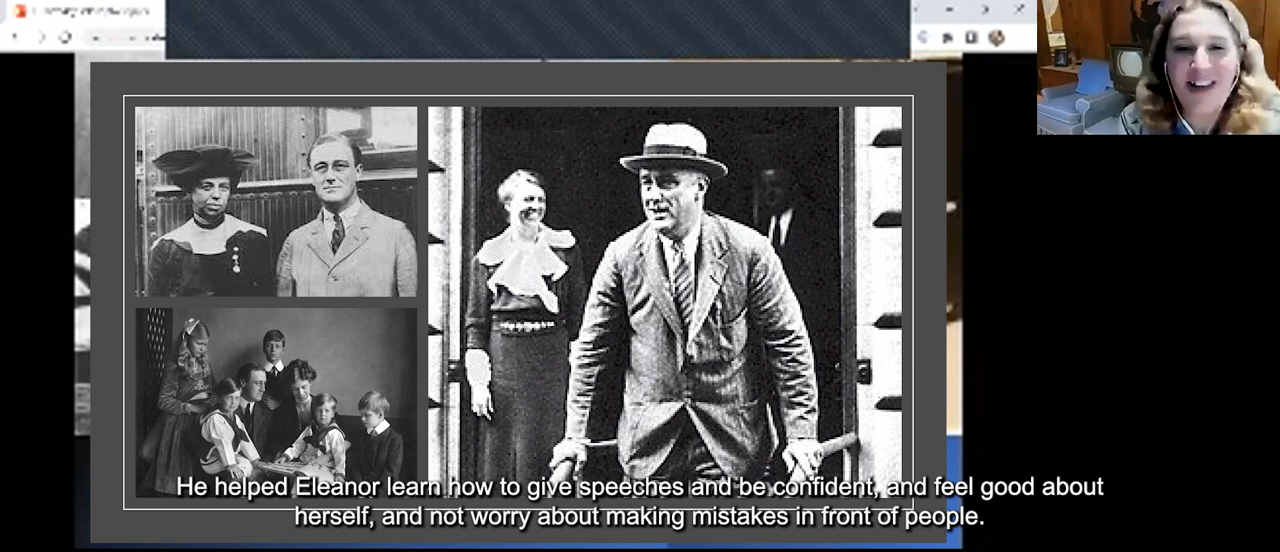 He helped Eleanor learn how to give speeches and be confident, and feel good about
herself, and not worry about making mistakes in front of people.